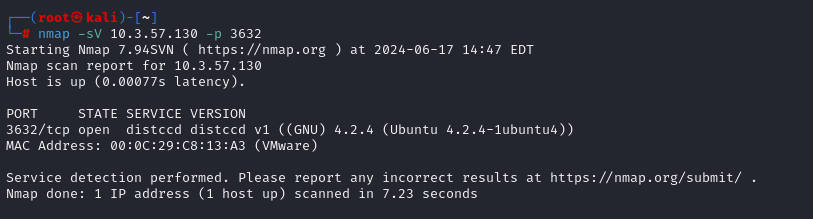 ┌──(root㉿kali)-[~]
└─# nmap -sV 10.3.57.130 -p 3632
Starting Nmap 7.94SVN ( https://nmap.org ) at 2024-06-17 14:47 EDT
Nmap scan report for 10.3.57.130
Host is up (0.00077s latency).

PORT     STATE SERVICE VERSION
3632/tcp open  distccd distccd v1 ((GNU) 4.2.4 (Ubuntu 4.2.4-1ubuntu4))
MAC Address: 00:0C:29:C8:13:A3 (VMware)

Service detection performed. Please report any incorrect results at https://nmap.org/submit/ .
Nmap done: 1 IP address (1 host up) scanned in 7.23 seconds